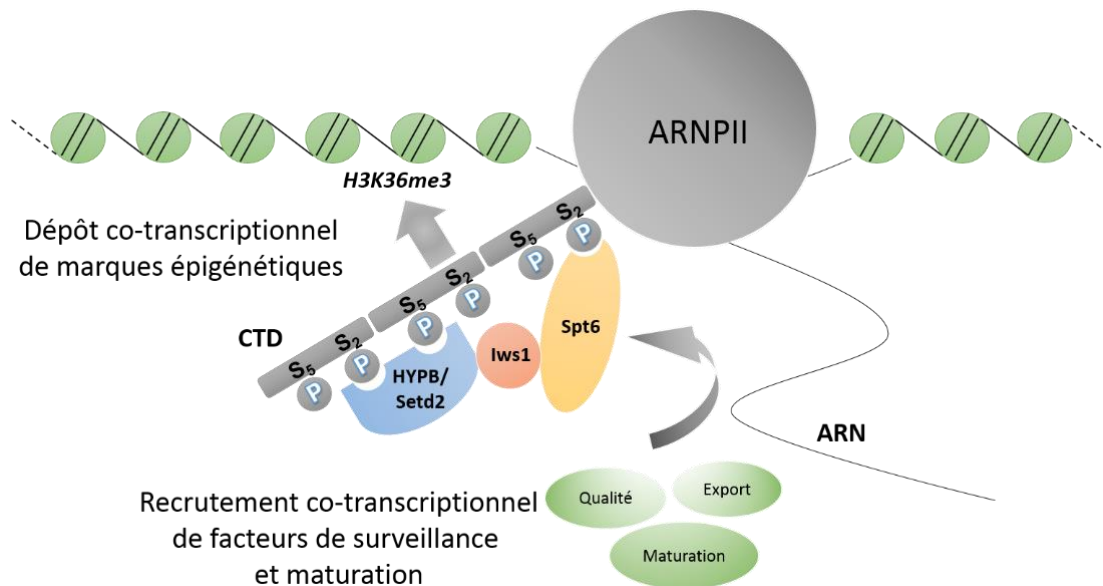 ARNPII
H3K36me3
Dépôt co-transcriptionnel
de marques épigénétiques
CTD
S5 S2 S5 S2 S5 S2
P P P P P P
HYPB/
Setd2
Iws1
Spt6
ARN
Recrutement co-transcriptionnel
de facteurs de surveillance
et maturation
Qualité
Export
Maturation